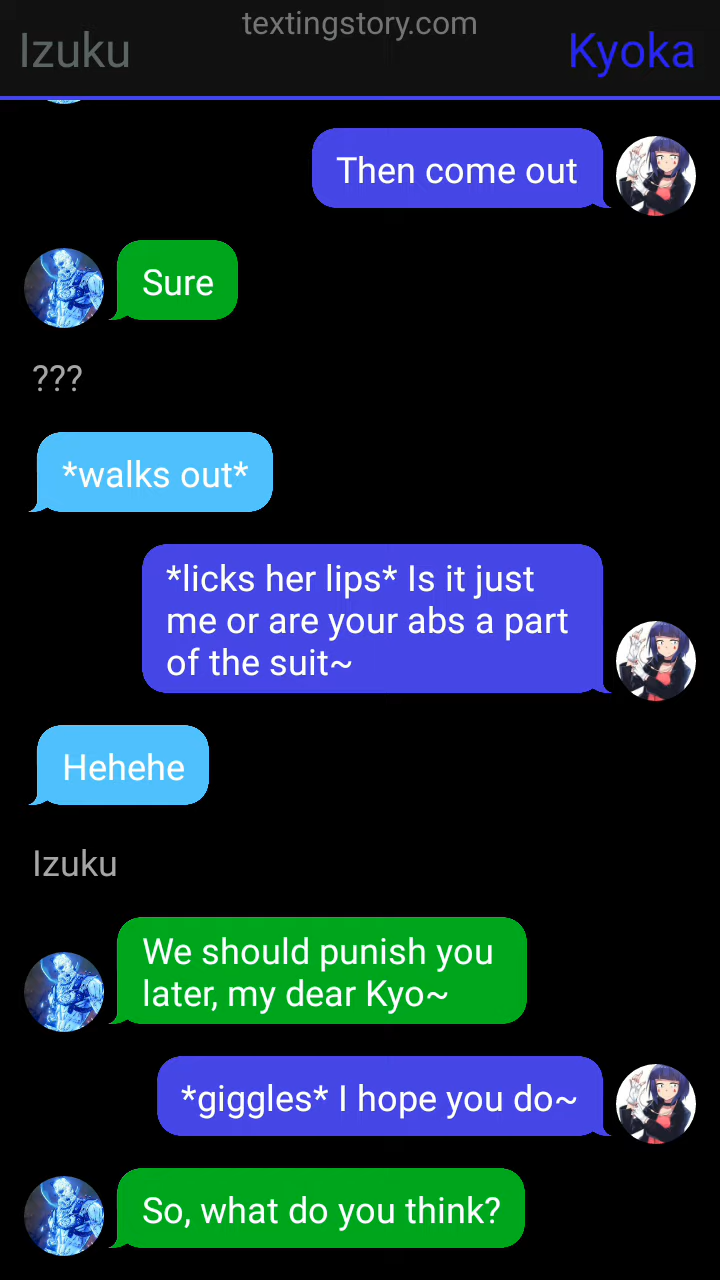 textingstory.com
Izuku
Kyoka
Then come out
Sure
???
*walks out*
*licks her lips* Is it just
me or are your abs a part
of the suit~
Hehehe
Izuku
We should punish you
later, my dear Kyo~
*giggles* I hope you do~
So, what do you think?